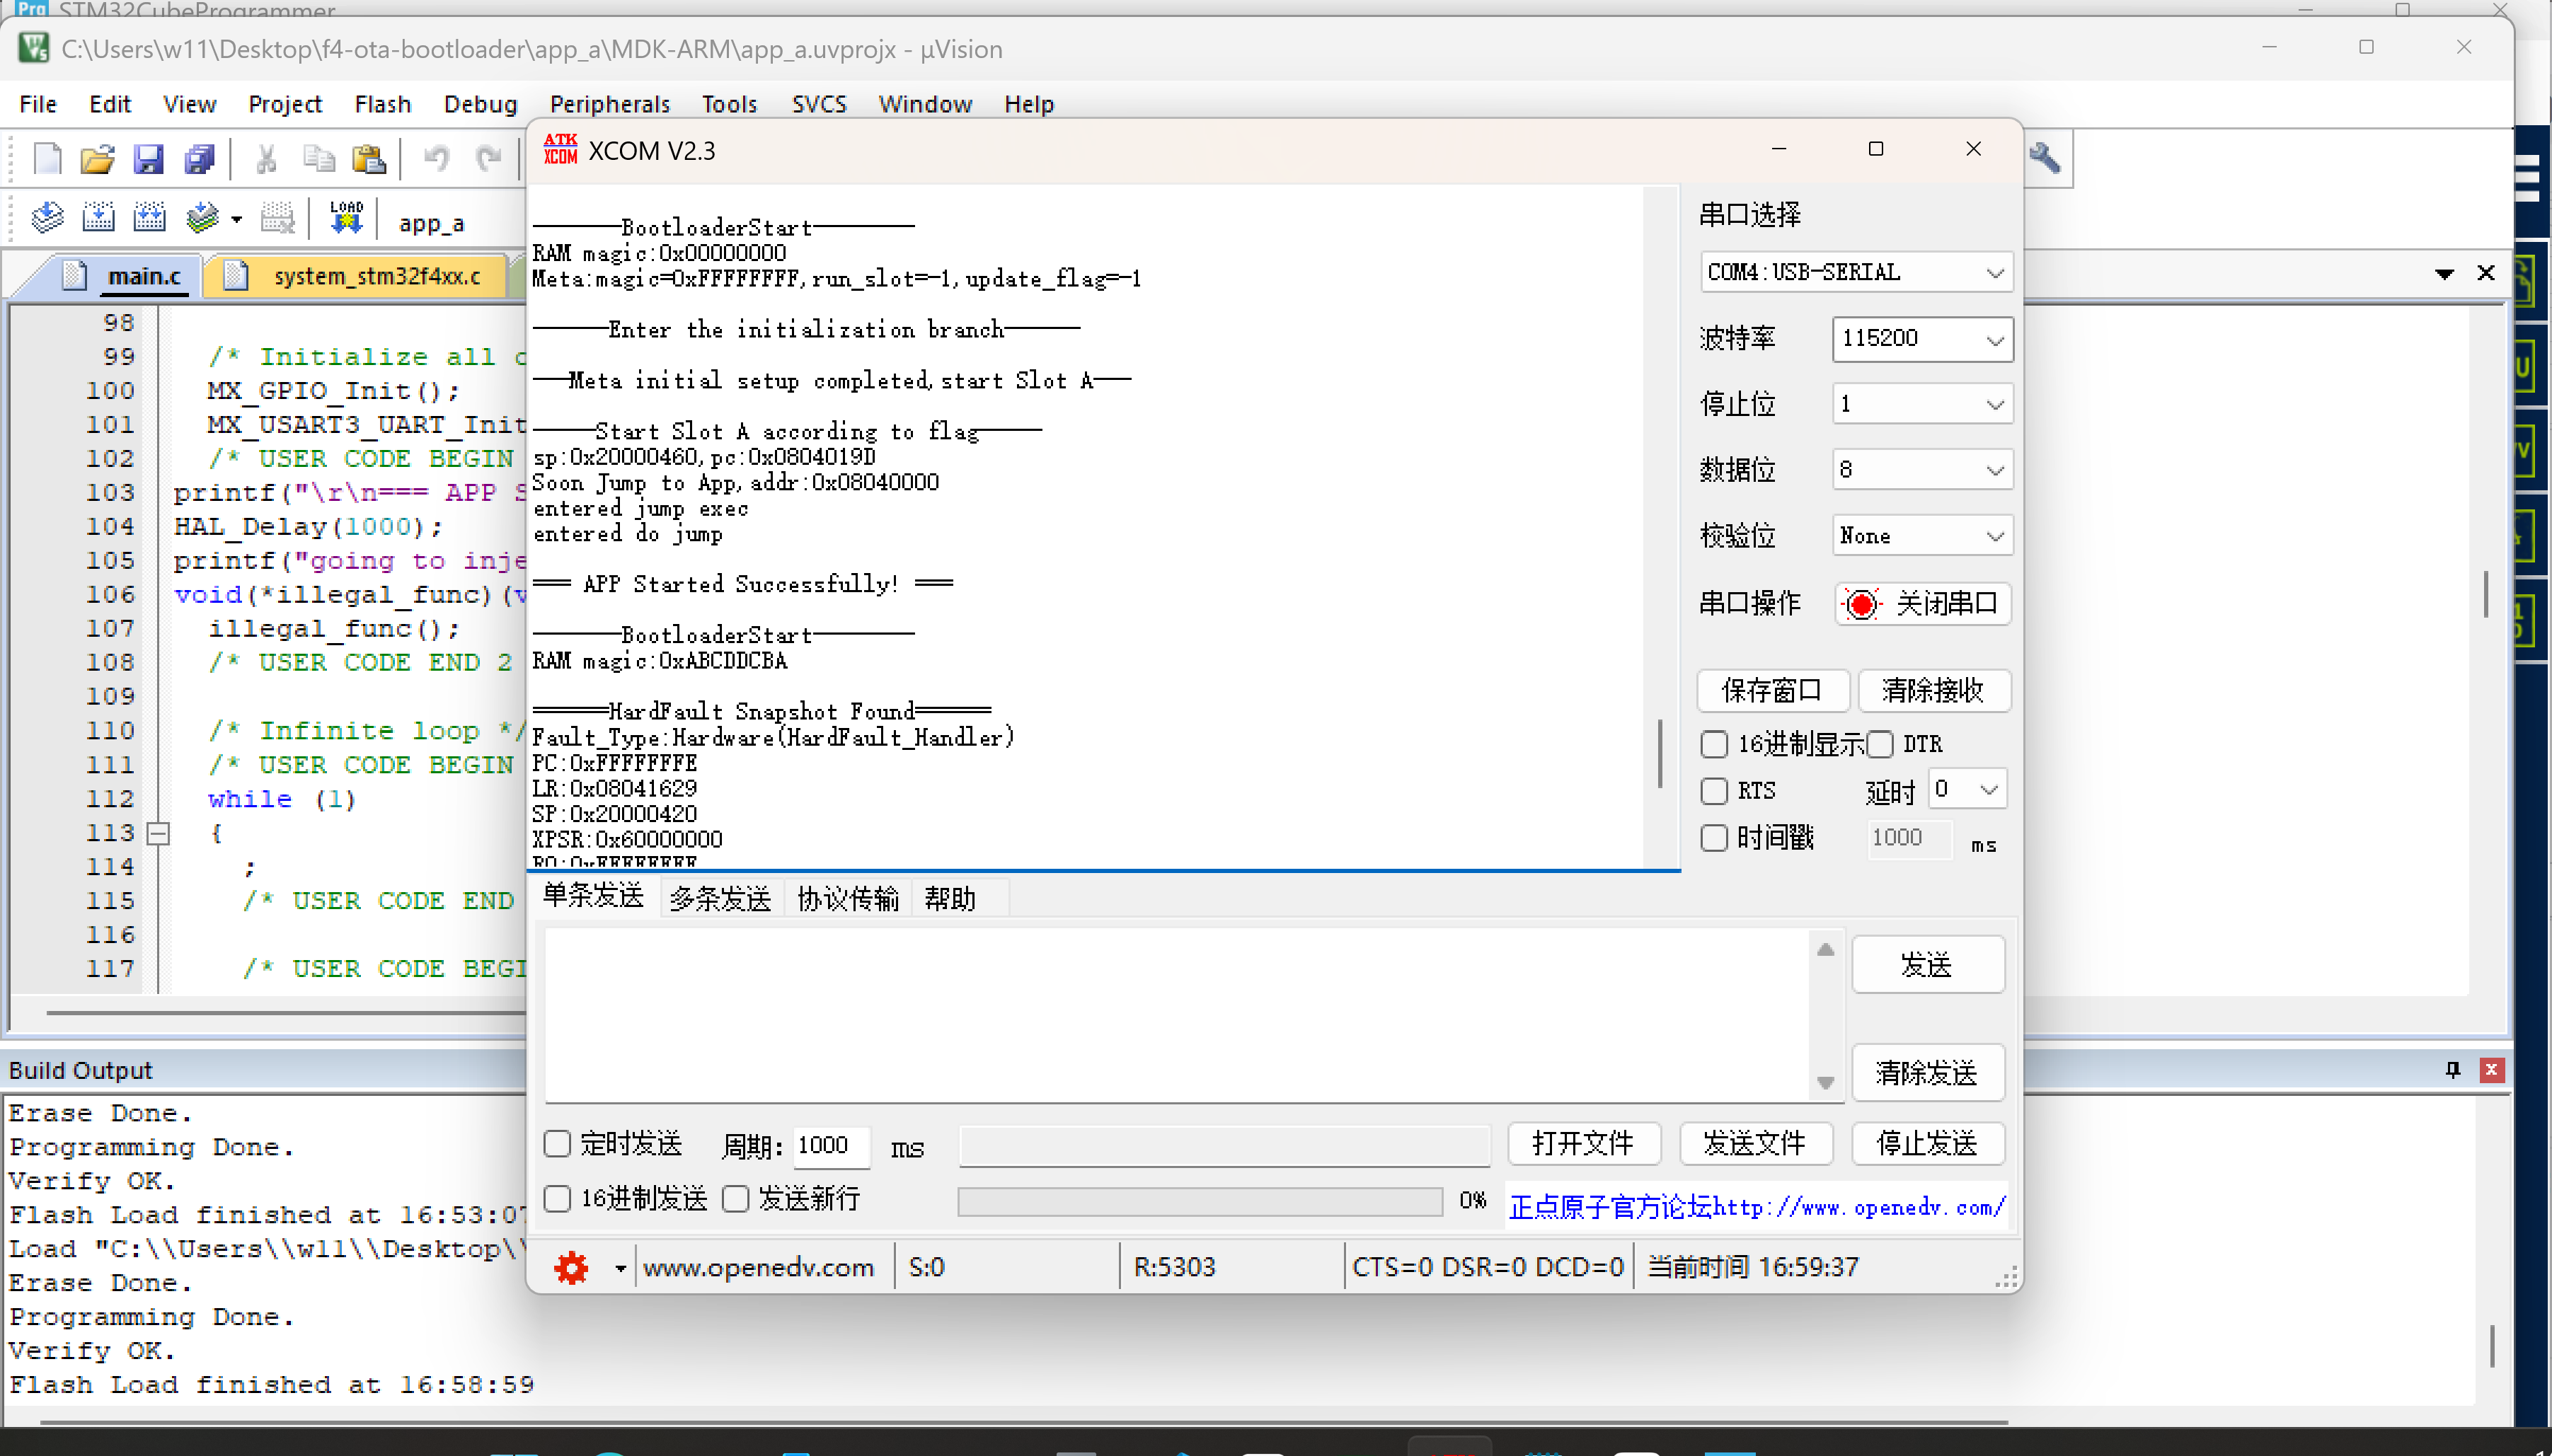 STM32CubeProgrammer
C:\Users\w11\Desktop\f4-ota-bootloader\app_a\MDK-ARM\app_a.uvprojx - µVision
File Edit View Project Flash Debug Peripherals Tools SVCS Window Help
LOAD
app_a
main.c
system_stm32f4xx.c
98
99 /* Initialize all
100 MX_GPIO_Init();
101 MX_USART3_UART_Init
102 /* USER CODE BEGIN
103 printf("\r\n=== APP
104 HAL_Delay(1000);
105 printf("going to inje
106 void(*illegal_func)(v
107 illegal_func();
108 /* USER CODE END 2
109
110 /* Infinite loop */
111 /* USER CODE BEGIN
112 while (1)
113 {
114 ;
115 /* USER CODE END
116
117 /* USER CODE BEGI
Build Output
Erase Done.
Programming Done.
Verify OK.
Flash Load finished at 16:53:07
Load "C:\\Users\\w11\\Desktop\\
Erase Done.
Programming Done.
Verify OK.
Flash Load finished at 16:58:59
ATK XCOM
XCOM V2.3
———————BootloaderStart————————
RAM magic:0x00000000
Meta:magic=0xFFFFFFFF,run_slot=-1,update_flag=-1
——————Enter the initialization branch——————
———Meta initial setup completed,start Slot A———
—————Start Slot A according to flag—————
sp:0x20000460,pc:0x0804019D
Soon Jump to App,addr:0x08040000
entered jump exec
entered do jump
=== APP Started Successfully! ===
———————BootloaderStart————————
RAM magic:0xABCDDCBA
======HardFault Snapshot Found======
Fault_Type:Hardware(HardFault_Handler)
PC:0xFFFFFFFE
LR:0x08041629
SP:0x20000420
XPSR:0x60000000
R0:0xFFFFFFFF
串口选择
COM4:USB-SERIAL
波特率 115200
停止位 1
数据位 8
校验位 None
串口操作 关闭串口
保存窗口 清除接收
16进制显示 DTR
RTS 延时 0
时间戳 1000 ms
单条发送 多条发送 协议传输 帮助
发送
清除发送
定时发送 周期: 1000 ms 打开文件 发送文件 停止发送
16进制发送 发送新行 0% 正点原子官方论坛http://www.openedv.com/
www.openedv.com S:0 R:5303 CTS=0 DSR=0 DCD=0 当前时间 16:59:37